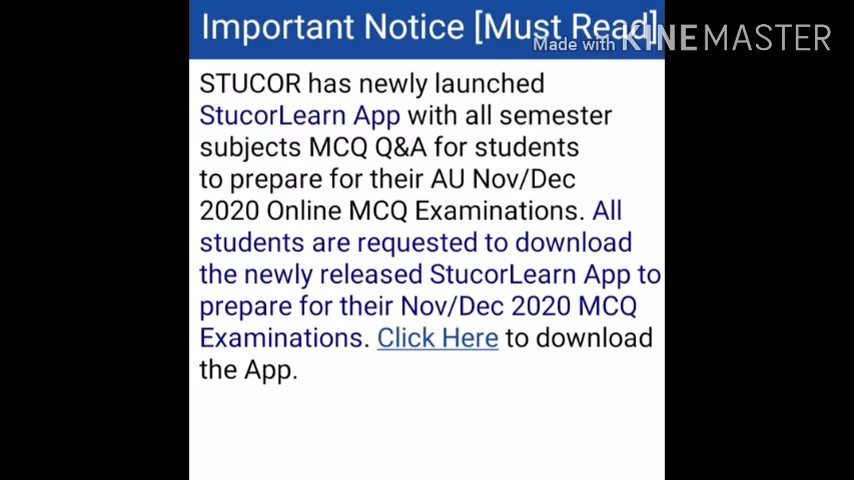 Important Notice [Must Read]
Made with KINEMASTER
STUCOR has newly launched
StucorLearn App with all semester
subjects MCQ Q&A for students
to prepare for their AU Nov/Dec
2020 Online MCQ Examinations. All
students are requested to download
the newly released StucorLearn App to
prepare for their Nov/Dec 2020 MCQ
Examinations. Click Here to download
the App.